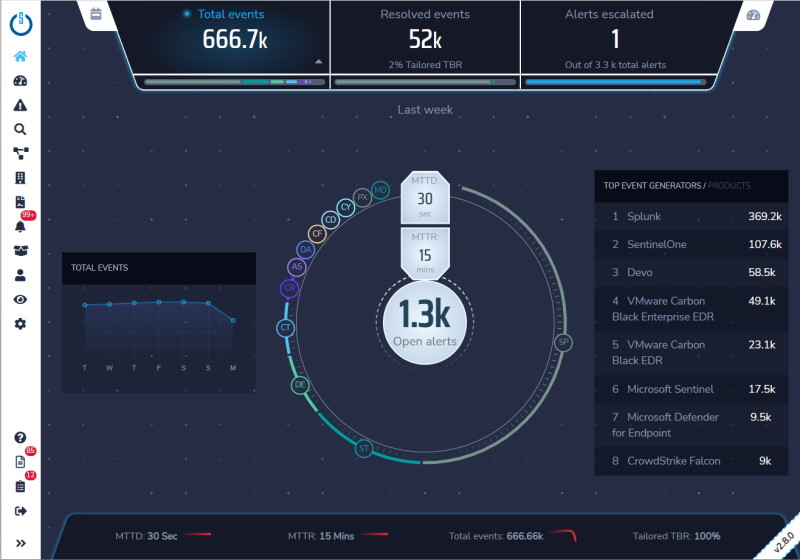 Total events
666.7k
Resolved events
52k
2% Tailored TBR
Alerts escalated
1
Out of 3.3 k total alerts
Last week
99+
85
12
TOTAL EVENTS
T W T F S S M
MTTD:
30
sec
MTTR:
15
mins
1.3k
Open alerts
MD
PX
CY
CD
CF
DA
AS
CR
CT
DE
ST
SP
TOP EVENT GENERATORS / PRODUCTS
1 Splunk 369.2k
2 SentinelOne 107.6k
3 Devo 58.5k
4 VMware Carbon 49.1k
Black Enterprise EDR
5 VMware Carbon 23.1k
Black EDR
6 Microsoft Sentinel 17.5k
7 Microsoft Defender 9.5k
for Endpoint
8 CrowdStrike Falcon 9k
MTTD: 30 Sec
MTTR: 15 Mins
Total events: 666.66k
Tailored TBR: 100%
v2.8.0